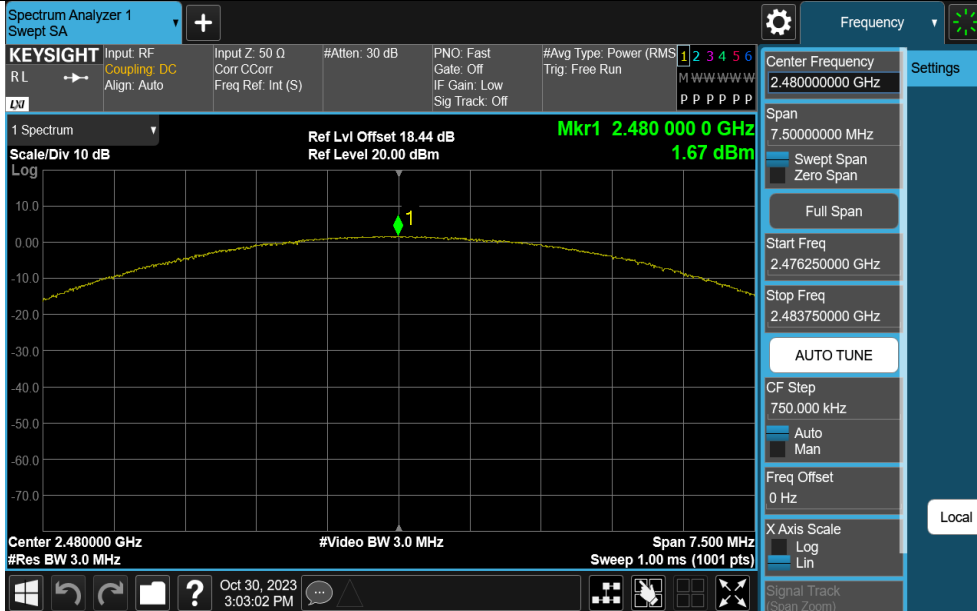 Spectrum Analyzer 1
Swept SA
+
Frequency
KEYSIGHT
R L
LXI
Input: RF
Coupling: DC
Align: Auto
Input Z: 50 Ω
Corr CCorr
Freq Ref: Int (S)
#Atten: 30 dB
PNO: Fast
Gate: Off
IF Gain: Low
Sig Track: Off
#Avg Type: Power (RMS
Trig: Free Run
1 2 3 4 5 6
M W W W W W
P P P P P P
1 Spectrum
Scale/Div 10 dB
Log
Ref Lvl Offset 18.44 dB
Ref Level 20.00 dBm
Mkr1 2.480 000 0 GHz
1.67 dBm
1
10.0
0.00
-10.0
-20.0
-30.0
-40.0
-50.0
-60.0
-70.0
Center 2.480000 GHz
#Res BW 3.0 MHz
#Video BW 3.0 MHz
Span 7.500 MHz
Sweep 1.00 ms (1001 pts)
?
Oct 30, 2023
3:03:02 PM
Center Frequency
2.480000000 GHz
Span
7.50000000 MHz
Swept Span
Zero Span
Full Span
Start Freq
2.476250000 GHz
Stop Freq
2.483750000 GHz
AUTO TUNE
CF Step
750.000 kHz
Auto
Man
Freq Offset
0 Hz
X Axis Scale
Log
Lin
Signal Track
(Span Zoom)
Settings
Local